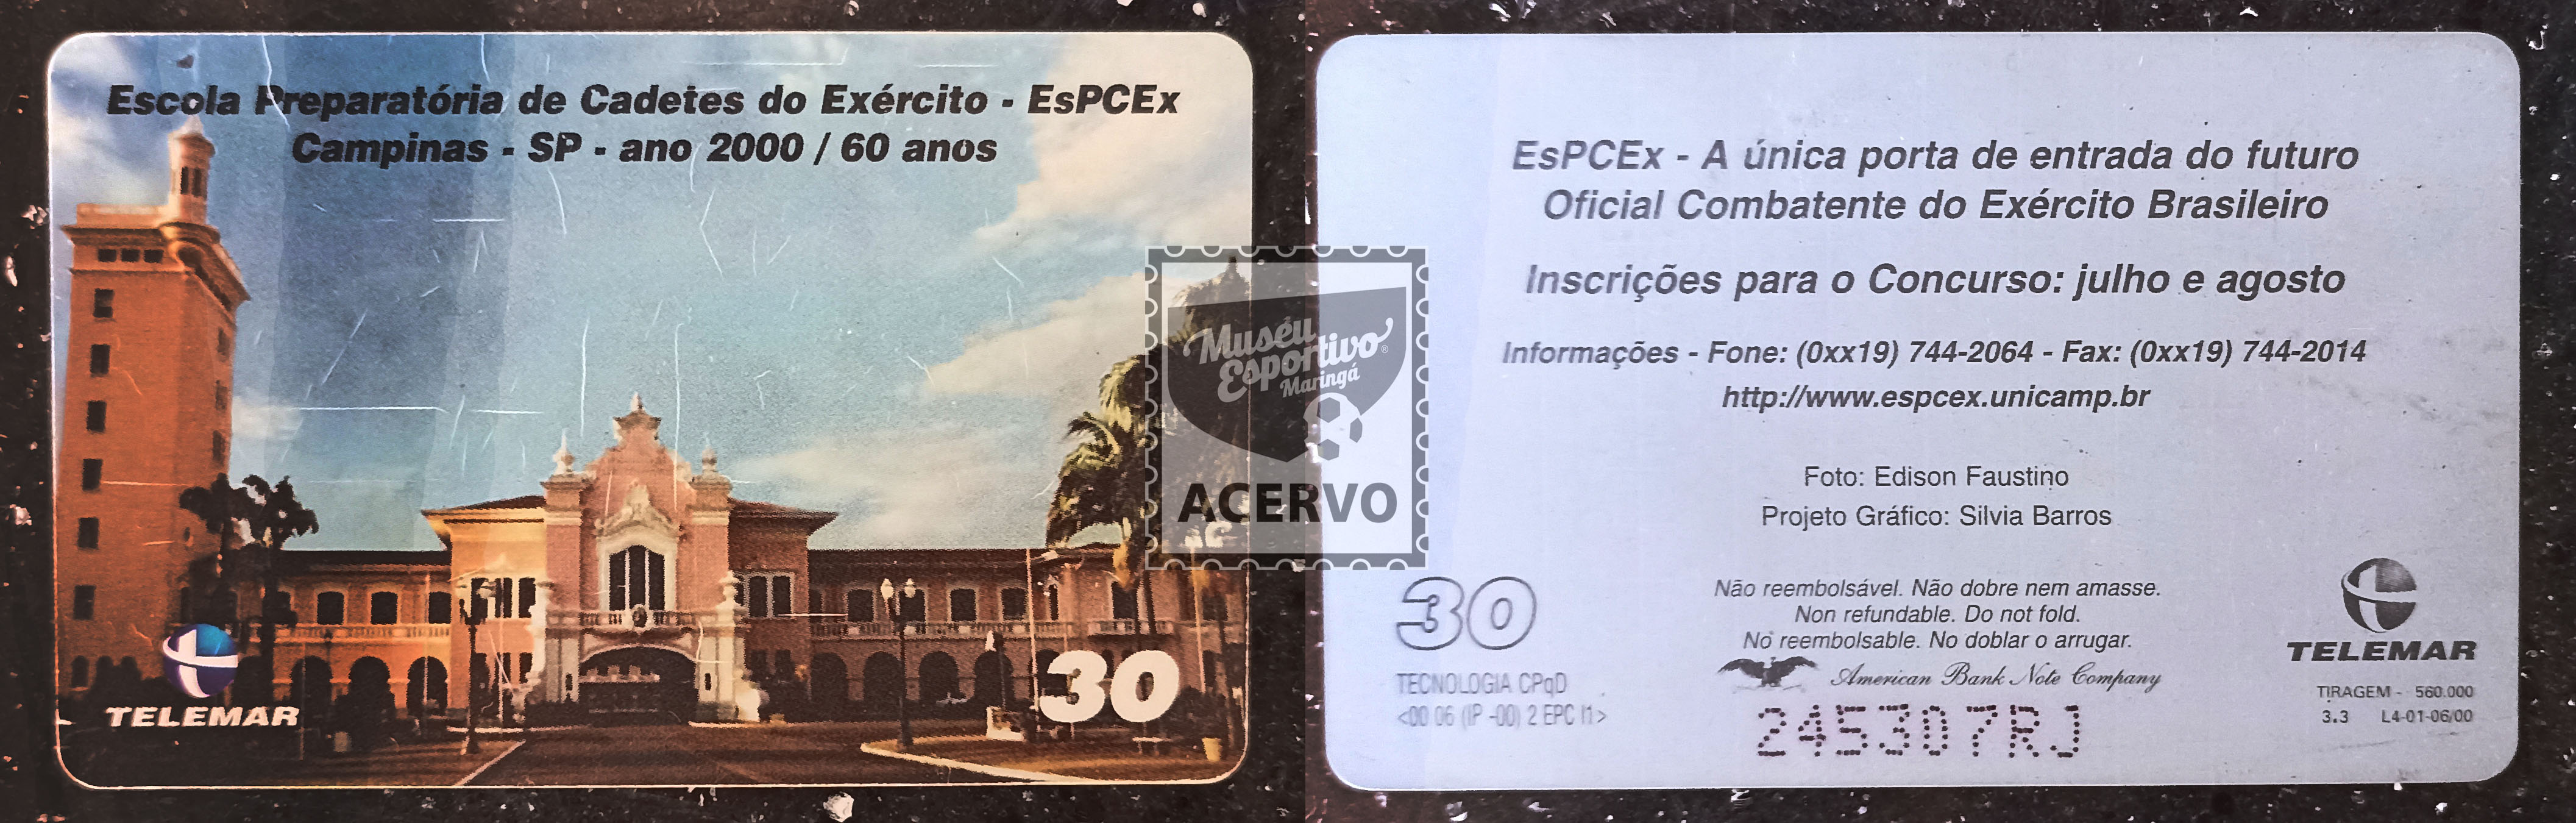 Escola Preparatória de Cadetes do Exército - EsPCEx
Campinas - SP - ano 2000 / 60 anos
TELEMAR
30
Museu
Esportivo®
Maringá
ACERVO
EsPCEx - A única porta de entrada do futuro
Oficial Combatente do Exército Brasileiro
Inscrições para o Concurso: julho e agosto
Informações - Fone: (0xx19) 744-2064 - Fax: (0xx19) 744-2014
http://www.espcex.unicamp.br
Foto: Edison Faustino
Projeto Gráfico: Silvia Barros
Não reembolsável. Não dobre nem amasse.
Non refundable. Do not fold.
No reembolsable. No doblar o arrugar.
American Bank Note Company
245307RJ
30
TECNOLOGIA CPqD
<00 06 (IP -00) 2 EPC I1>
TELEMAR
TIRAGEM - 560.000
3.3 L4-01-06/00